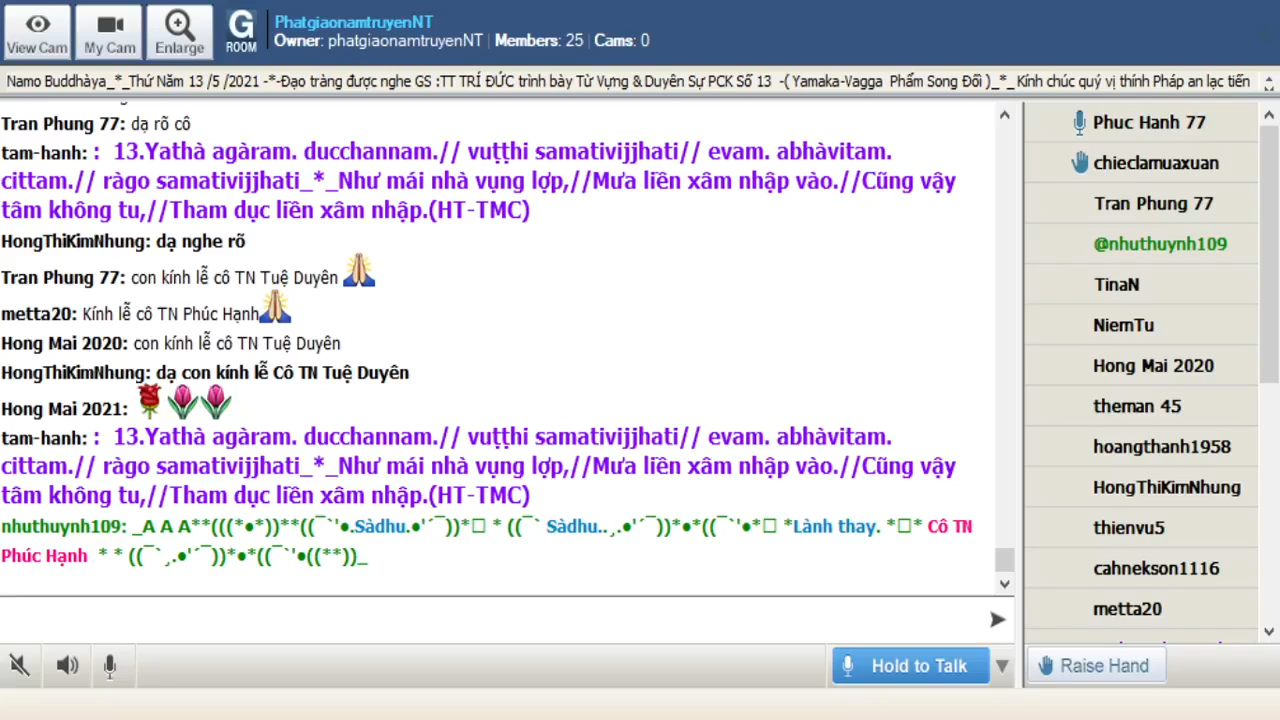 View Cam
My Cam
Enlarge
G
ROOM
PhatgiaonamtruyenNT
Owner: phatgiaonamtruyenNT | Members: 25 | Cams: 0
Namo Buddhàya_*_Thứ Năm 13 /5 /2021 -*-Đạo tràng được nghe GS :TT TRÍ ĐỨC trình bày Từ Vựng & Duyên Sự PCK Số 13 -( Yamaka-Vagga Phẩm Song Đối )_*_ Kính chúc quý vị thính Pháp an lạc tiến
Tran Phung 77: dạ rõ cô
tam-hanh: : 13.Yathà agàram. ducchannam.// vuṭṭhi samativijjhati// evam. abhàvitam.
cittam.// ràgo samativijjhati_*_Như mái nhà vụng lợp,//Mưa liền xâm nhập vào.//Cũng vậy
tâm không tu,//Tham dục liền xâm nhập.(HT-TMC)
HongThiKimNhung: dạ nghe rõ
Tran Phung 77: con kính lễ cô TN Tuệ Duyên
metta20: Kính lễ cô TN Phúc Hạnh
Hong Mai 2020: con kính lễ cô TN Tuệ Duyên
HongThiKimNhung: dạ con kính lễ Cô TN Tuệ Duyên
Hong Mai 2021:
tam-hanh: : 13.Yathà agàram. ducchannam.// vuṭṭhi samativijjhati// evam. abhàvitam.
cittam.// ràgo samativijjhati_*_Như mái nhà vụng lợp,//Mưa liền xâm nhập vào.//Cũng vậy
tâm không tu,//Tham dục liền xâm nhập.(HT-TMC)
nhuthuynh109: _A A A**(((*●*))**((¯`'●.Sàdhu.●'´¯))*□ * ((¯` Sàdhu..¸.●'´¯))*●*((¯`'●*□ *Lành thay. *□* Cô TN
Phúc Hạnh * * ((¯`¸.●'´¯))*●*((¯`'●((**))_
Phuc Hanh 77
chieclamuaxuan
Tran Phung 77
@nhuthuynh109
TinaN
NiemTu
Hong Mai 2020
theman 45
hoangthanh1958
HongThiKimNhung
thienvu5
cahnekson1116
metta20
Hold to Talk
Raise Hand